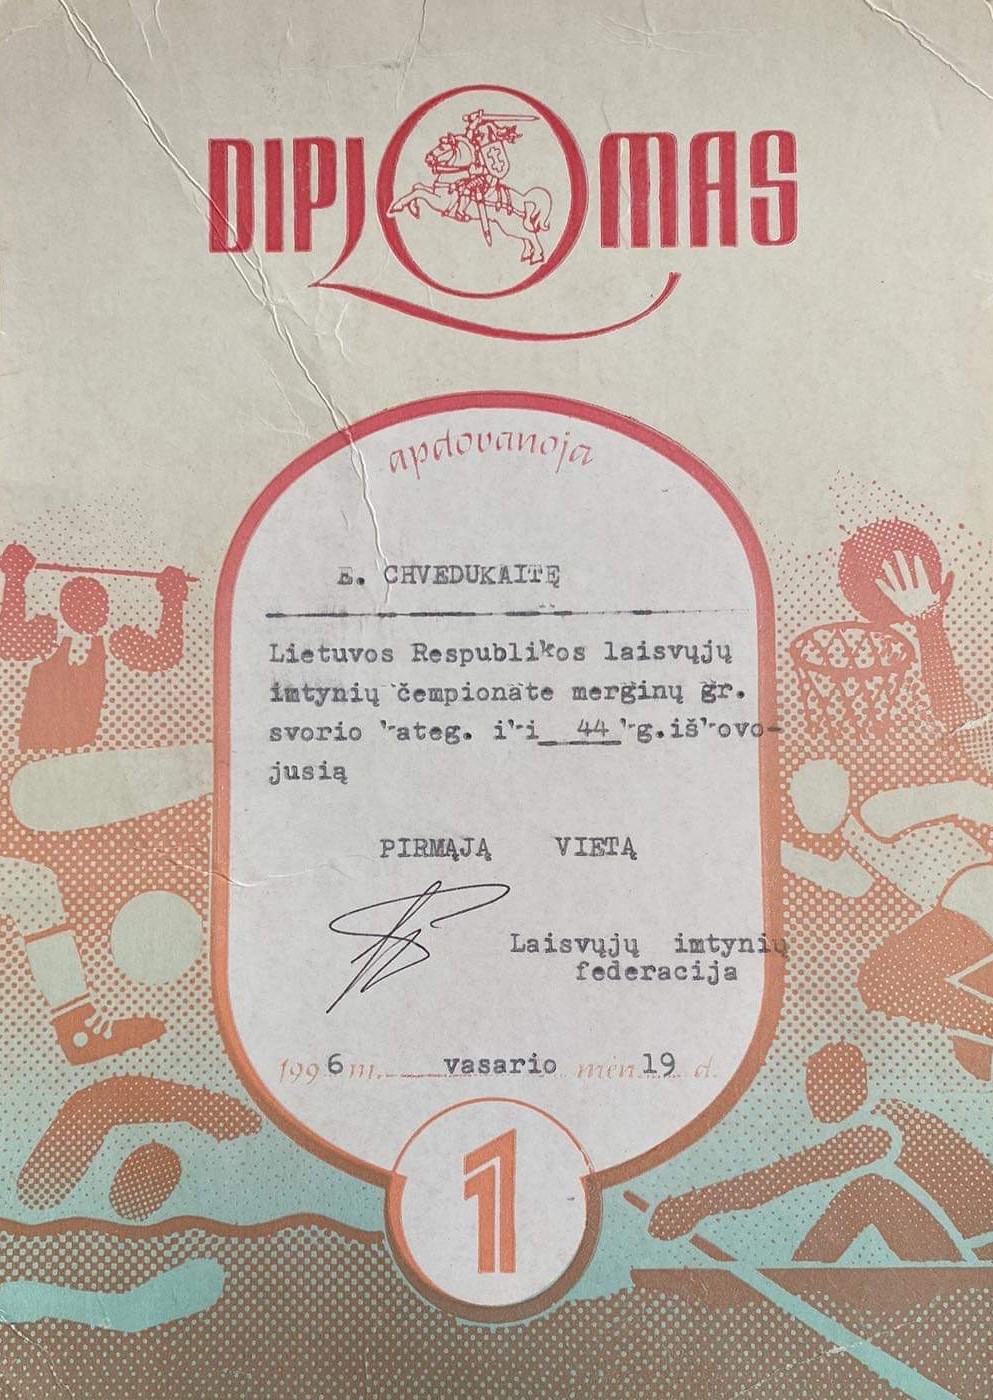 DIPLOMAS
apdovanoja
E. CHVEDUKAITĘ
Lietuvos Respublikos laisvųjų
imtynių čempionate merginų gr.
svorio kateg. iki 44 kg.iškovo-
jusią
PIRMĄJĄ VIETĄ
Laisvųjų imtynių
federacija
1996 m. vasario mėn 19 d.
1